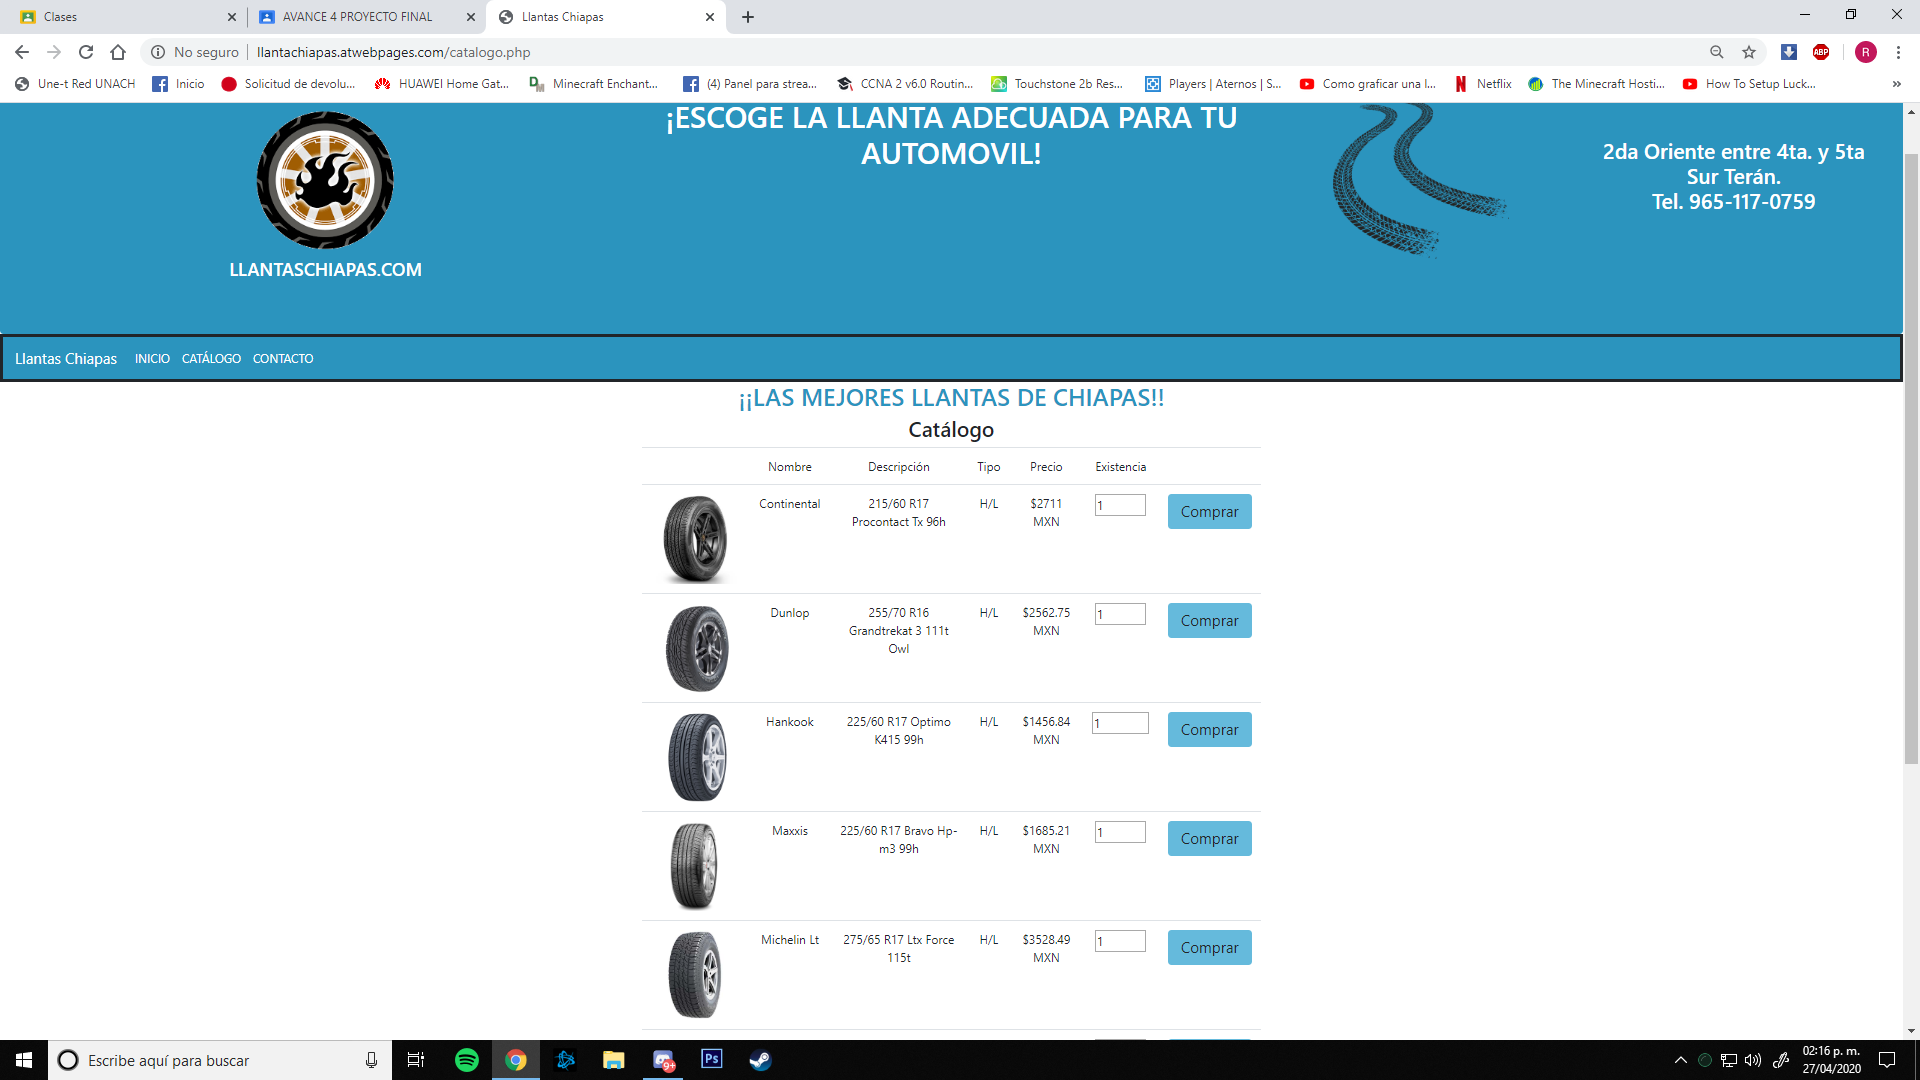 Clases
AVANCE 4 PROYECTO FINAL
Llantas Chiapas
No seguro
llantachiapas.atwebpages.com/catalogo.php
ABP
R
Une-t Red UNACH
Inicio
Solicitud de devolu...
HUAWEI Home Gat...
Minecraft Enchant...
(4) Panel para strea...
CCNA 2 v6.0 Routin...
Touchstone 2b Res...
Players | Aternos | S...
Como graficar una l...
Netflix
The Minecraft Hosti...
How To Setup Luck...
¡ESCOGE LA LLANTA ADECUADA PARA TU
AUTOMOVIL!
2da Oriente entre 4ta. y 5ta
Sur Terán.
Tel. 965-117-0759
LLANTASCHIAPAS.COM
Llantas Chiapas INICIO CATÁLOGO CONTACTO
¡¡LAS MEJORES LLANTAS DE CHIAPAS!!
Catálogo
Nombre Descripción Tipo Precio Existencia
Continental 215/60 R17 H/L $2711 1 Comprar
Procontact Tx 96h MXN
Dunlop 255/70 R16 H/L $2562.75 1 Comprar
Grandtrekat 3 111t MXN
Owl
Hankook 225/60 R17 Optimo H/L $1456.84 1 Comprar
K415 99h MXN
Maxxis 225/60 R17 Bravo Hp- H/L $1685.21 1 Comprar
m3 99h MXN
Michelin Lt 275/65 R17 Ltx Force H/L $3528.49 1 Comprar
115t MXN
Escribe aquí para buscar
9+
Ps
02:16 p. m.
27/04/2020